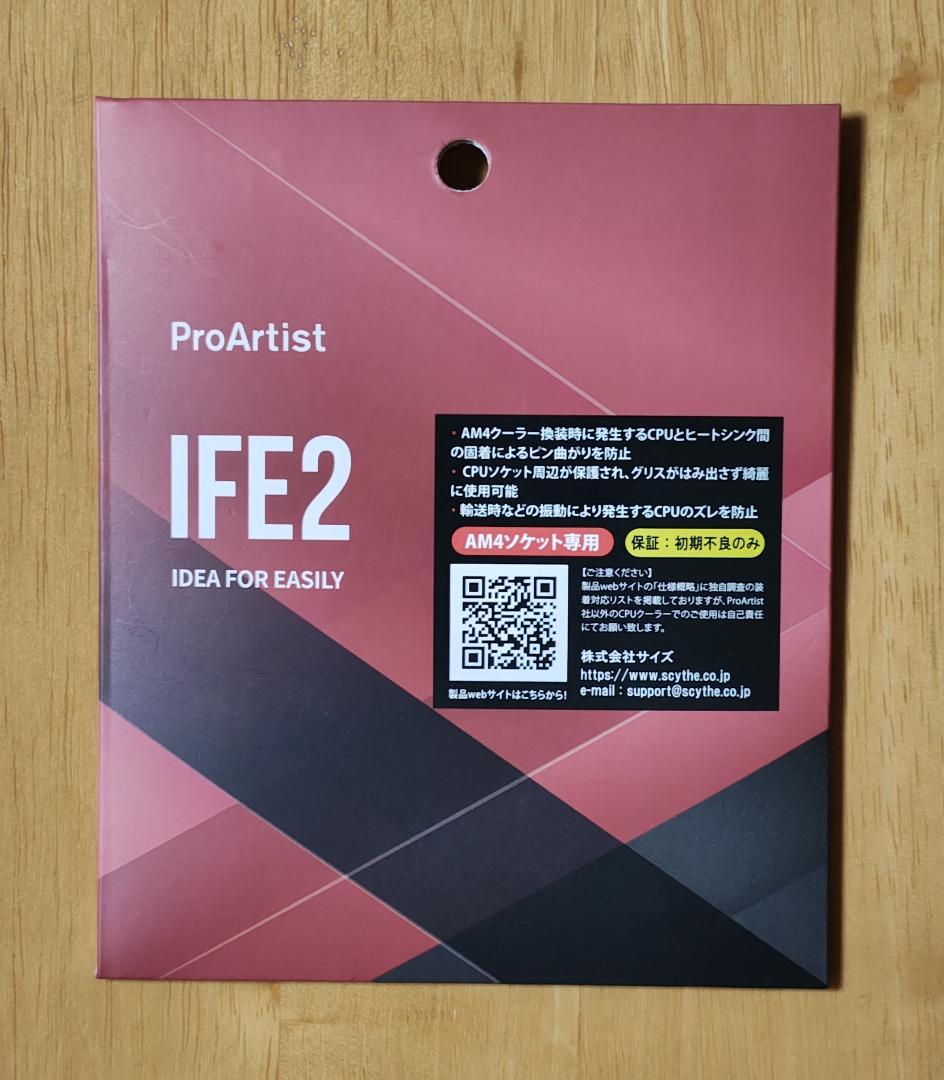 ProArtist
IFE2
IDEA FOR EASILY
・AM4クーラー換装時に発生するCPUとヒートシンク間
の固着によるピン曲がりを防止
・CPUソケット周辺が保護され、グリスがはみ出さず綺麗
に使用可能
・輸送時などの振動により発生するCPUのズレを防止
AM4ソケット専用
保証：初期不良のみ
【ご注意ください】
製品webサイトの「仕様概略」に独自調査の装
着対応リストを掲載しておりますが、ProArtist
社以外のCPUクーラーでのご使用は自己責任
にてお願い致します。
株式会社サイズ
https://www.scythe.co.jp
e-mail：support@scythe.co.jp
製品webサイトはこちらから!